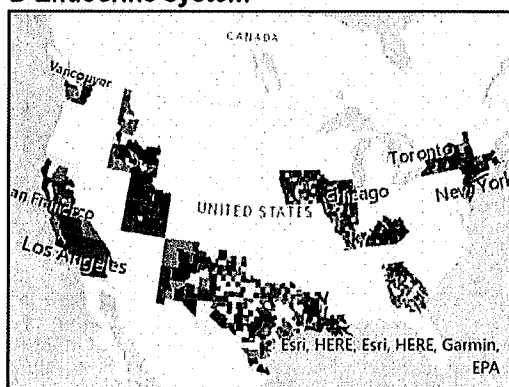 D Endocrine System
CANADA
Vancouver
Toronto
Chicago
New York
an Francisco
UNITED STATES
Los Angeles
Esri, HERE, Esri, HERE, Garmin,
EPA